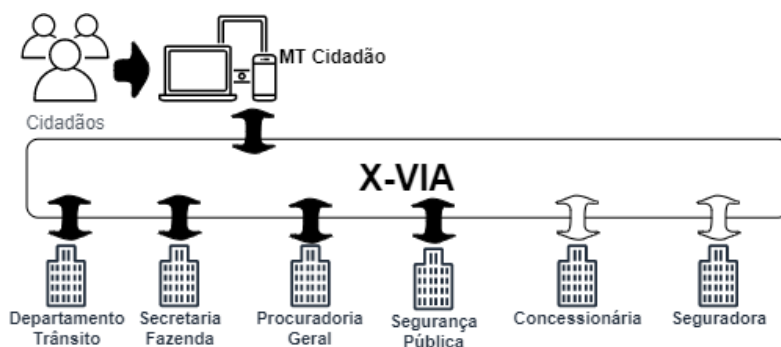 MT Cidadão
Cidadãos
X-VIA
Departamento
Trânsito
Secretaria
Fazenda
Procuradoria
Geral
Segurança
Pública
Concessionária
Seguradora